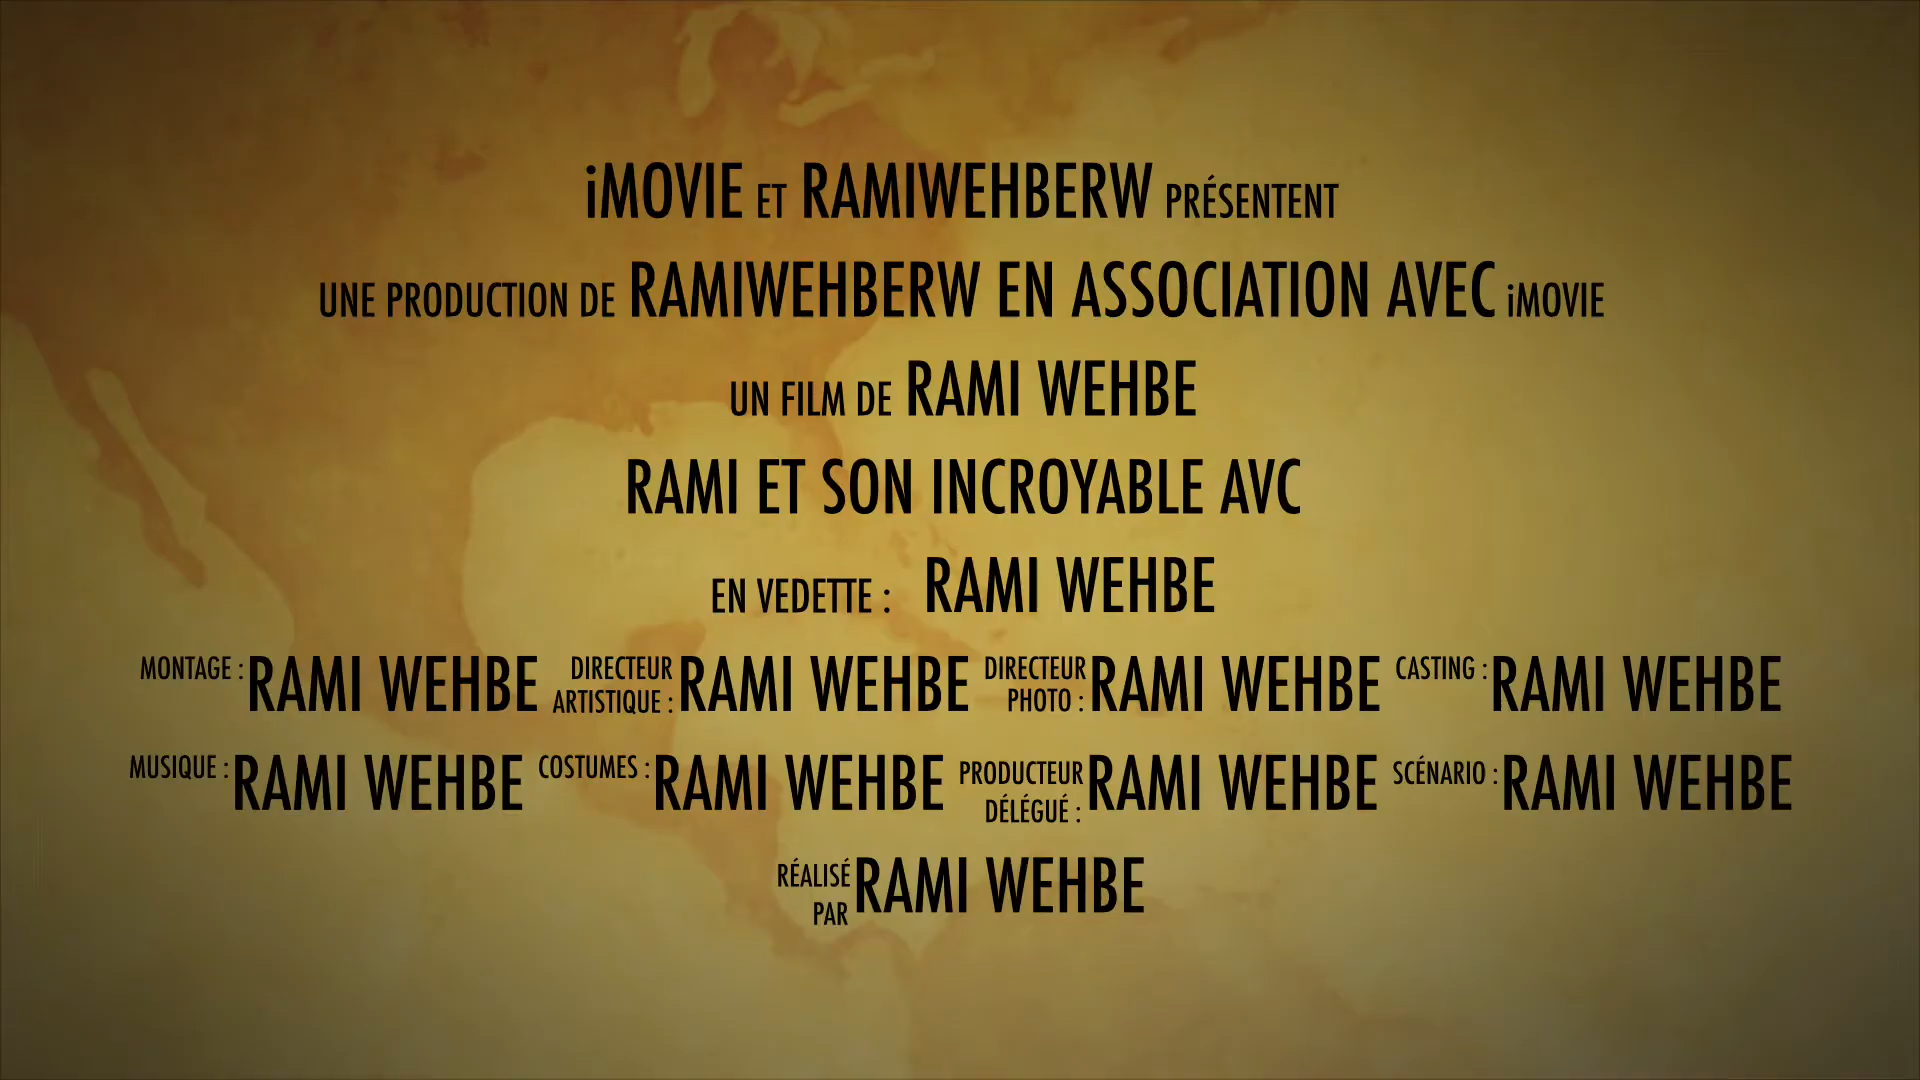 iMOVIE ET RAMIWEHBERW PRÉSENTENT
UNE PRODUCTION DE RAMIWEHBERW EN ASSOCIATION AVEC iMOVIE
UN FILM DE RAMI WEHBE
RAMI ET SON INCROYABLE AVC
EN VEDETTE : RAMI WEHBE
MONTAGE : RAMI WEHBE DIRECTEUR ARTISTIQUE : RAMI WEHBE DIRECTEUR PHOTO : RAMI WEHBE CASTING : RAMI WEHBE
MUSIQUE : RAMI WEHBE COSTUMES : RAMI WEHBE PRODUCTEUR DÉLÉGUÉ : RAMI WEHBE SCÉNARIO : RAMI WEHBE
RÉALISÉ PAR RAMI WEHBE